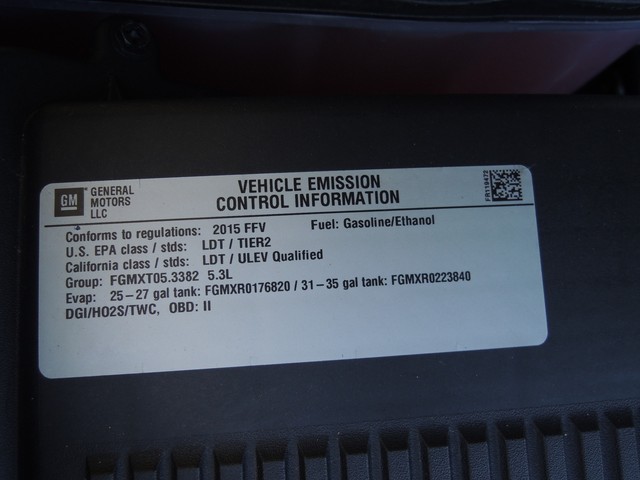 GM
GENERAL
MOTORS
LLC
VEHICLE EMISSION
CONTROL INFORMATION
FR119472
Conforms to regulations: 2015 FFV Fuel: Gasoline/Ethanol
U.S. EPA class / stds: LDT / TIER2
California class / stds: LDT / ULEV Qualified
Group: FGMXT05.3382 5.3L
Evap: 25-27 gal tank: FGMXR0176820 / 31-35 gal tank: FGMXR0223840
DGI/HO2S/TWC, OBD: II